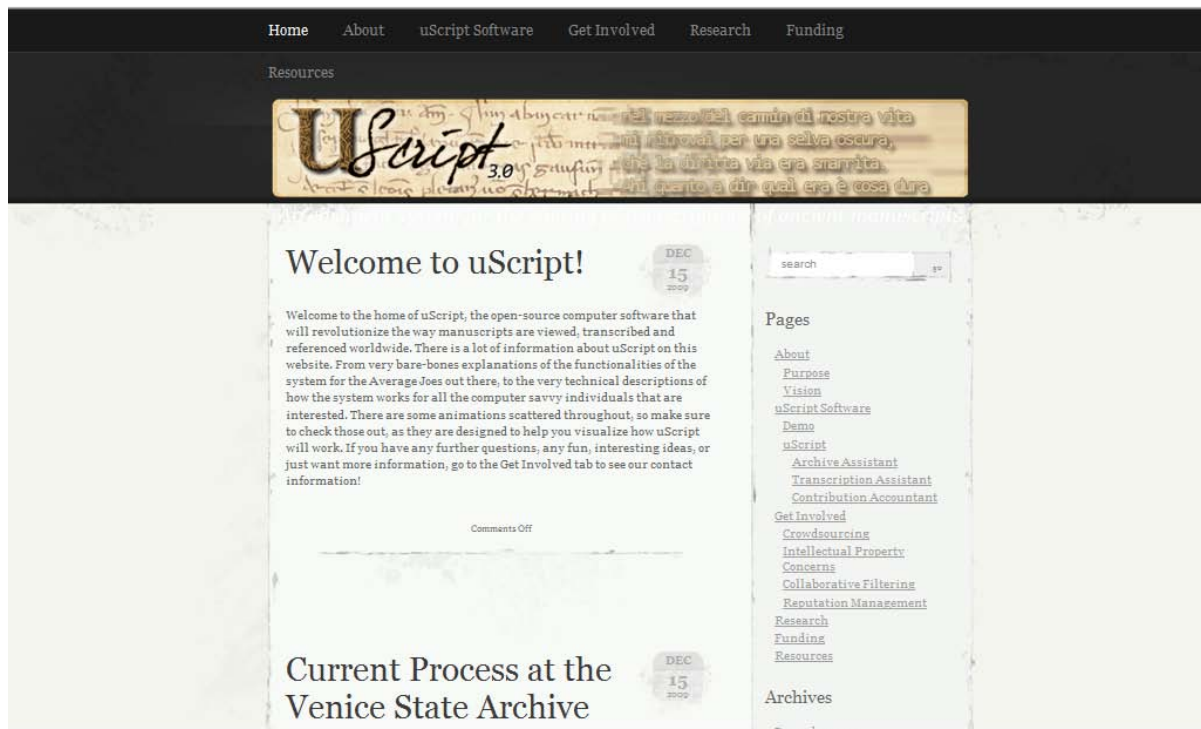 Home About uScript Software Get Involved Research Funding
Resources
UScript 3.0
nel mezzo del cammin di nostra vita
mi ritrovai per una selva oscura,
ché la diritta via era smarrita.
Ahi quanto a dir qual era è cosa dura
of ancient manuscripts
Welcome to uScript!
DEC
15
2009
Welcome to the home of uScript, the open-source computer software that
will revolutionize the way manuscripts are viewed, transcribed and
referenced worldwide. There is a lot of information about uScript on this
website. From very bare-bones explanations of the functionalities of the
system for the Average Joes out there, to the very technical descriptions of
how the system works for all the computer savvy individuals that are
interested. There are some animations scattered throughout, so make sure
to check those out, as they are designed to help you visualize how uScript
will work. If you have any further questions, any fun, interesting ideas, or
just want more information, go to the Get Involved tab to see our contact
information!
Comments Off
Current Process at the
Venice State Archive
DEC
15
2009
search
go
Pages
About
Purpose
Vision
uScript Software
Demo
uScript
Archive Assistant
Transcription Assistant
Contribution Accountant
Get Involved
Crowdsourcing
Intellectual Property
Concerns
Collaborative Filtering
Reputation Management
Research
Funding
Resources
Archives